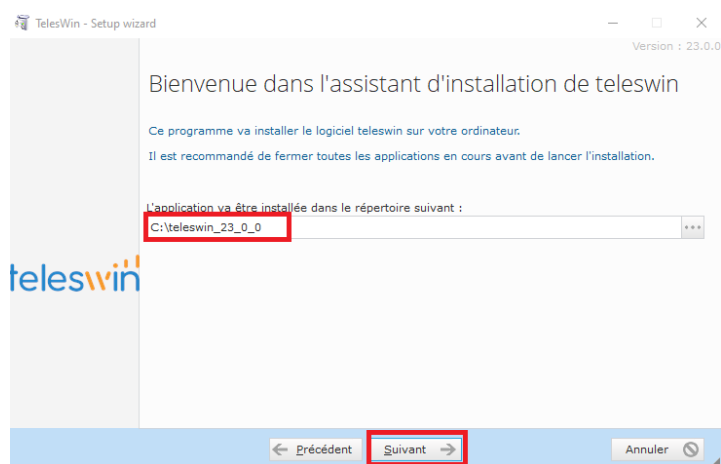 TelesWin - Setup wizard
Version : 23.0.0
Bienvenue dans l'assistant d'installation de teleswin
Ce programme va installer le logiciel teleswin sur votre ordinateur.
Il est recommandé de fermer toutes les applications en cours avant de lancer l'installation.
L'application va être installée dans le répertoire suivant :
C:\teleswin_23_0_0
...
teleswin
Précédent
Suivant
Annuler